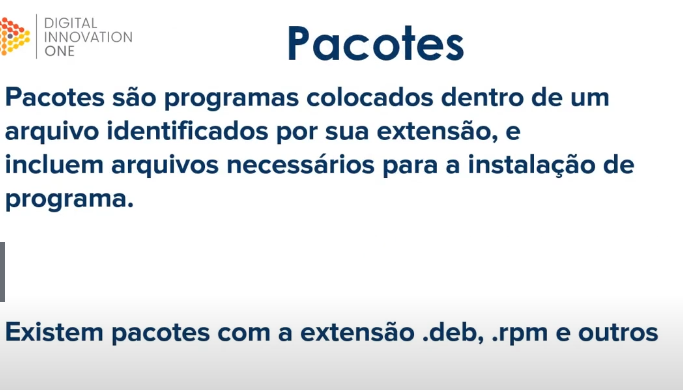 DIGITAL
INNOVATION
ONE
Pacotes
Pacotes são programas colocados dentro de um
arquivo identificados por sua extensão, e
incluem arquivos necessários para a instalação de
programa.
Existem pacotes com a extensão .deb, .rpm e outros